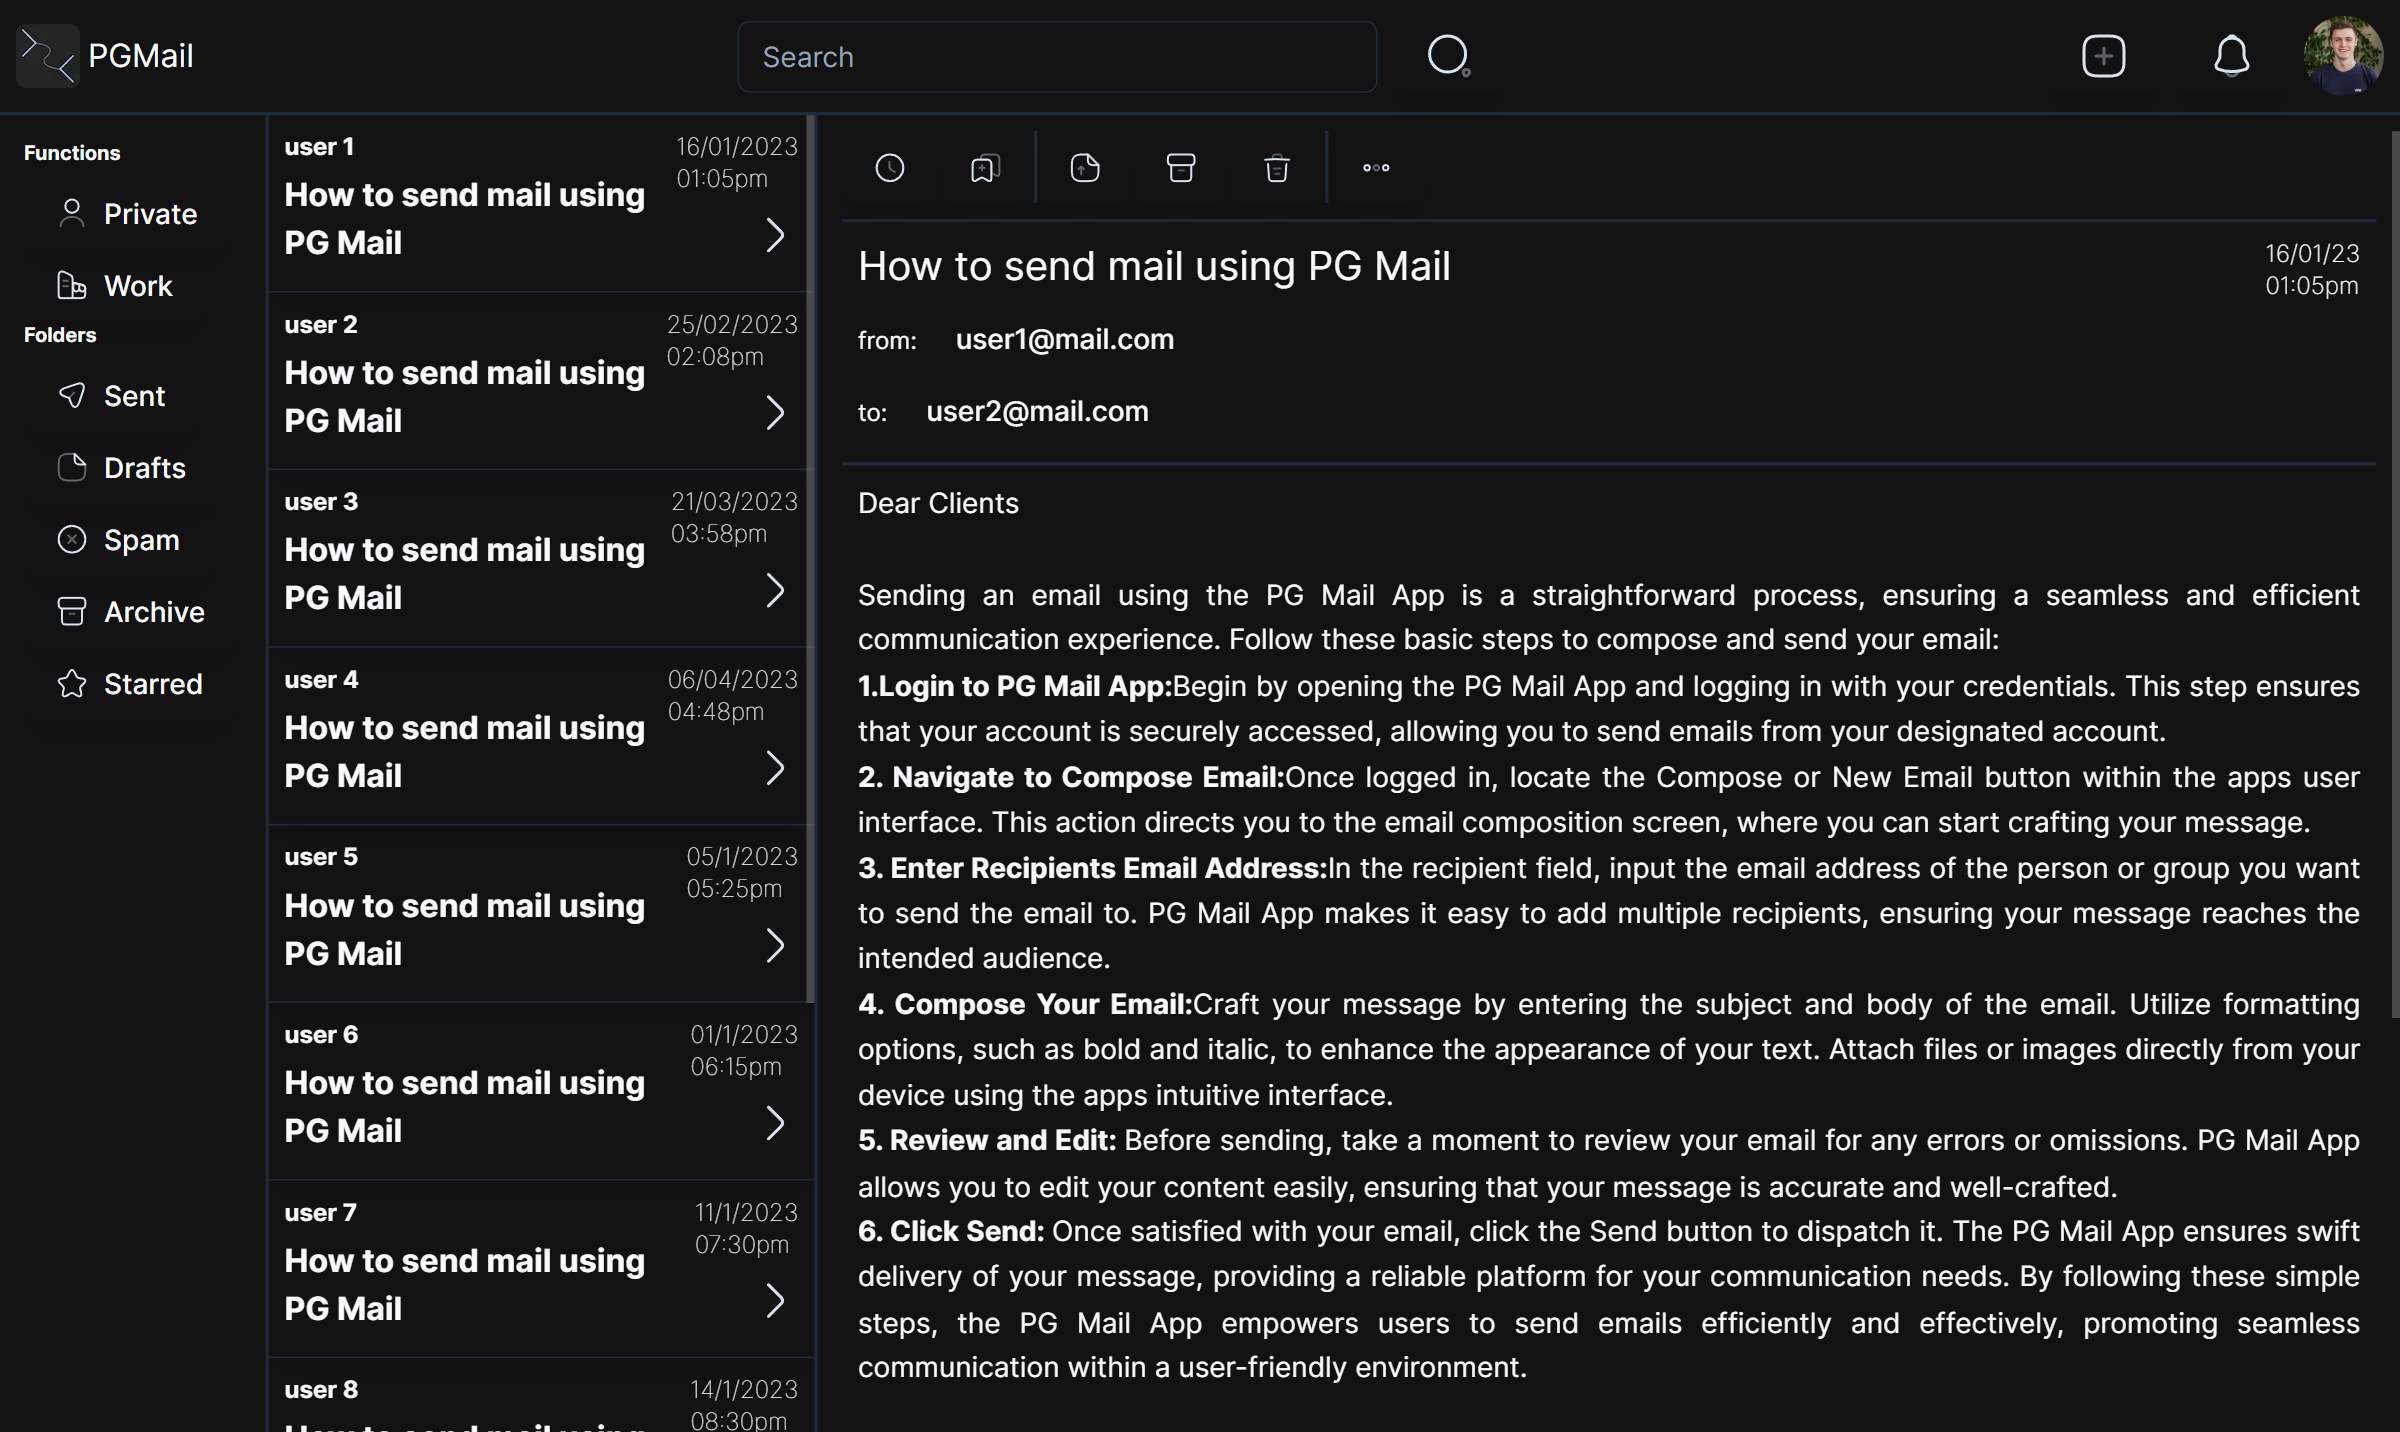 PGMail
Search
Functions
Private
Work
Folders
Sent
Drafts
Spam
Archive
Starred
user 1
16/01/2023
01:05pm
How to send mail using
PG Mail
user 2
25/02/2023
02:08pm
How to send mail using
PG Mail
user 3
21/03/2023
03:58pm
How to send mail using
PG Mail
user 4
06/04/2023
04:48pm
How to send mail using
PG Mail
user 5
05/1/2023
05:25pm
How to send mail using
PG Mail
user 6
01/1/2023
06:15pm
How to send mail using
PG Mail
user 7
11/1/2023
07:30pm
How to send mail using
PG Mail
user 8
14/1/2023
08:30pm
How to send mail using
How to send mail using PG Mail
16/01/23
01:05pm
from: user1@mail.com
to: user2@mail.com
Dear Clients
Sending an email using the PG Mail App is a straightforward process, ensuring a seamless and efficient
communication experience. Follow these basic steps to compose and send your email:
1.Login to PG Mail App:Begin by opening the PG Mail App and logging in with your credentials. This step ensures
that your account is securely accessed, allowing you to send emails from your designated account.
2. Navigate to Compose Email:Once logged in, locate the Compose or New Email button within the apps user
interface. This action directs you to the email composition screen, where you can start crafting your message.
3. Enter Recipients Email Address:In the recipient field, input the email address of the person or group you want
to send the email to. PG Mail App makes it easy to add multiple recipients, ensuring your message reaches the
intended audience.
4. Compose Your Email:Craft your message by entering the subject and body of the email. Utilize formatting
options, such as bold and italic, to enhance the appearance of your text. Attach files or images directly from your
device using the apps intuitive interface.
5. Review and Edit: Before sending, take a moment to review your email for any errors or omissions. PG Mail App
allows you to edit your content easily, ensuring that your message is accurate and well-crafted.
6. Click Send: Once satisfied with your email, click the Send button to dispatch it. The PG Mail App ensures swift
delivery of your message, providing a reliable platform for your communication needs. By following these simple
steps, the PG Mail App empowers users to send emails efficiently and effectively, promoting seamless
communication within a user-friendly environment.